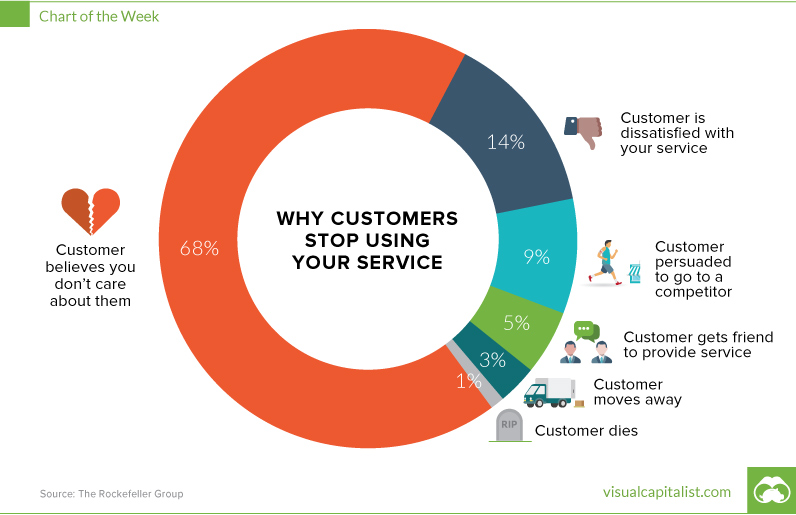 Chart of the Week
WHY CUSTOMERS
STOP USING
YOUR SERVICE
68%
Customer
believes you
don't care
about them
14%
Customer is
dissatisfied with
your service
9%
Customer
persuaded
to go to a
competitor
5%
Customer gets friend
to provide service
3%
Customer
moves away
1%
RIP
Customer dies
Source: The Rockefeller Group
visualcapitalist.com